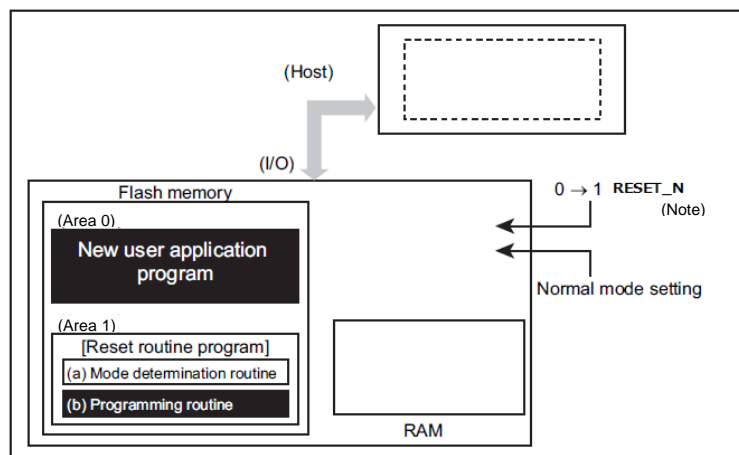 (Host)
(I/O)
Flash memory
0 → 1 RESET_N
(Note)
(Area 0)
New user application
program
Normal mode setting
(Area 1)
[Reset routine program]
(a) Mode determination routine
(b) Programming routine
RAM